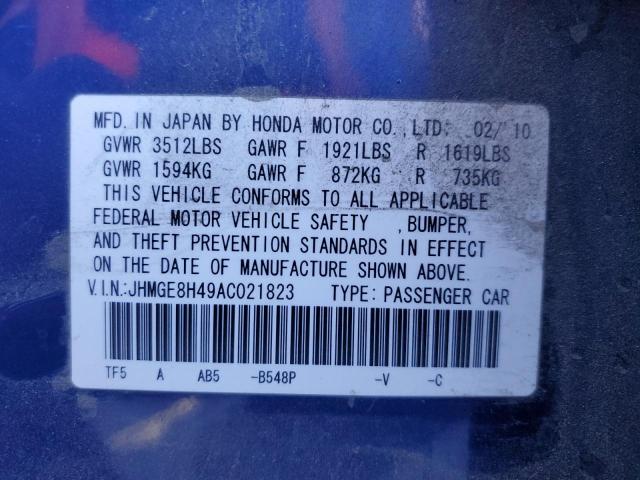 MFD. IN JAPAN BY HONDA MOTOR CO.,LTD. 02/'10
GVWR 3512LBS GAWR F 1921LBS R 1619LBS
GVWR 1594KG GAWR F 872KG R 735KG
THIS VEHICLE CONFORMS TO ALL APPLICABLE
FEDERAL MOTOR VEHICLE SAFETY ,BUMPER,
AND THEFT PREVENTION STANDARDS IN EFFECT
ON THE DATE OF MANUFACTURE SHOWN ABOVE.
V.I.N.:JHMGE8H49AC021823 TYPE: PASSENGER CAR
TF5 A AB5 -B548P -V -C